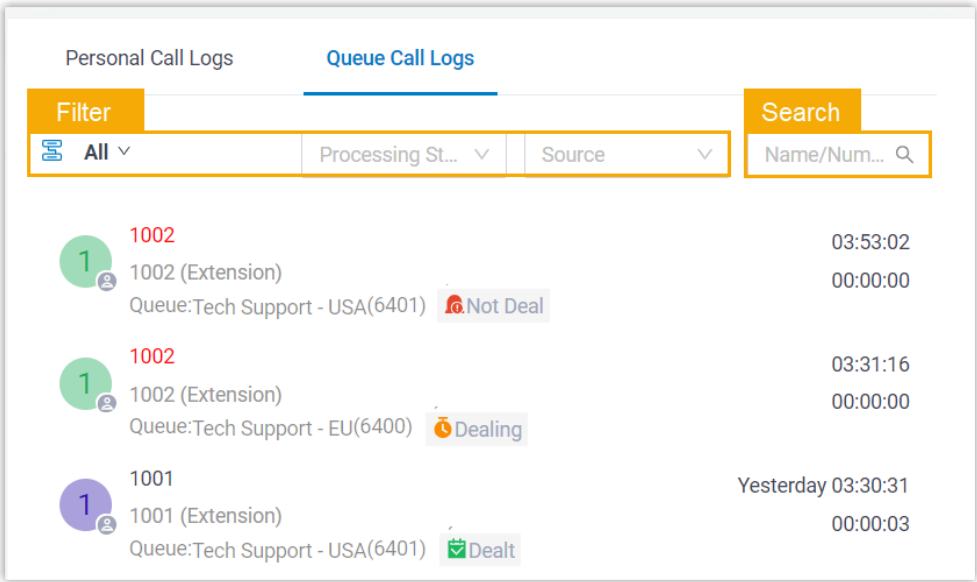 Personal Call Logs Queue Call Logs
Filter Search
All Processing St... Source Name/Num...
1002 03:53:02
1 1002 (Extension) 00:00:00
Queue:Tech Support - USA(6401) Not Deal
1002 03:31:16
1 1002 (Extension) 00:00:00
Queue:Tech Support - EU(6400) Dealing
1001 Yesterday 03:30:31
1 1001 (Extension) 00:00:03
Queue:Tech Support - USA(6401) Dealt